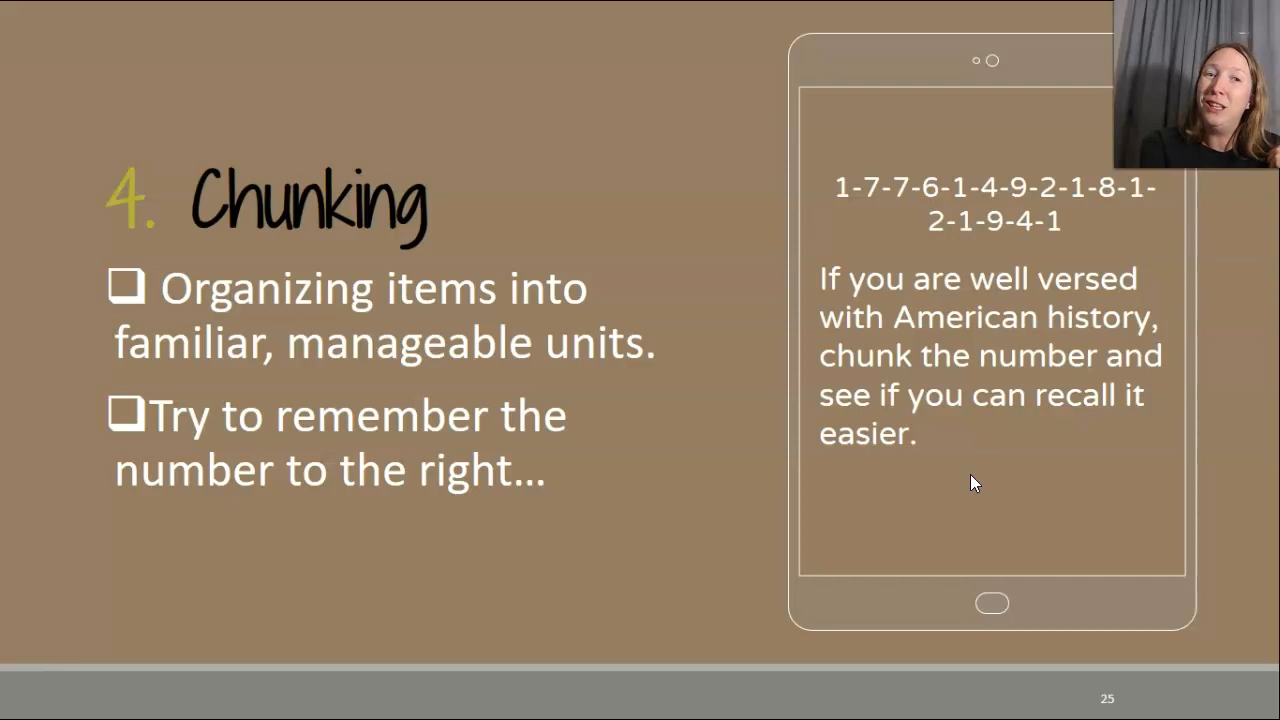 4. Chunking
❑ Organizing items into
familiar, manageable units.
❑Try to remember the
number to the right...
1-7-7-6-1-4-9-2-1-8-1-
2-1-9-4-1
If you are well versed
with American history,
chunk the number and
see if you can recall it
easier.
25